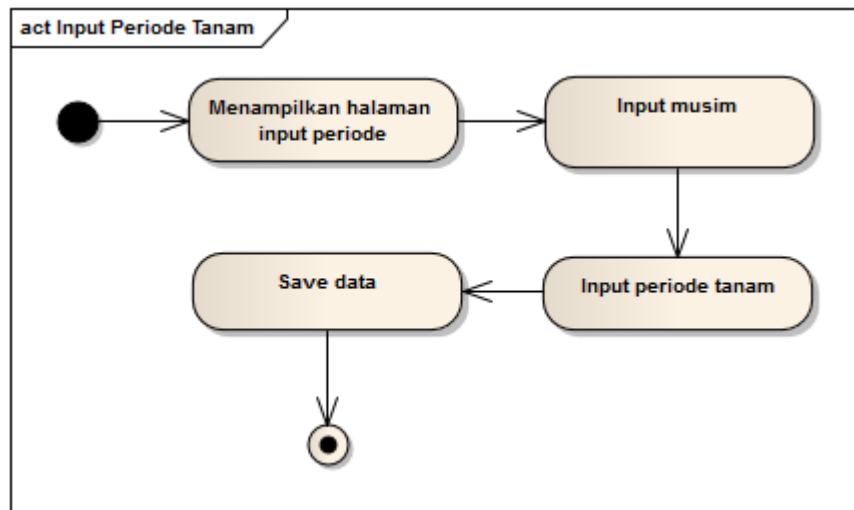 act Input Periode Tanam
Menampilkan halaman
input periode
Input musim
Input periode tanam
Save data